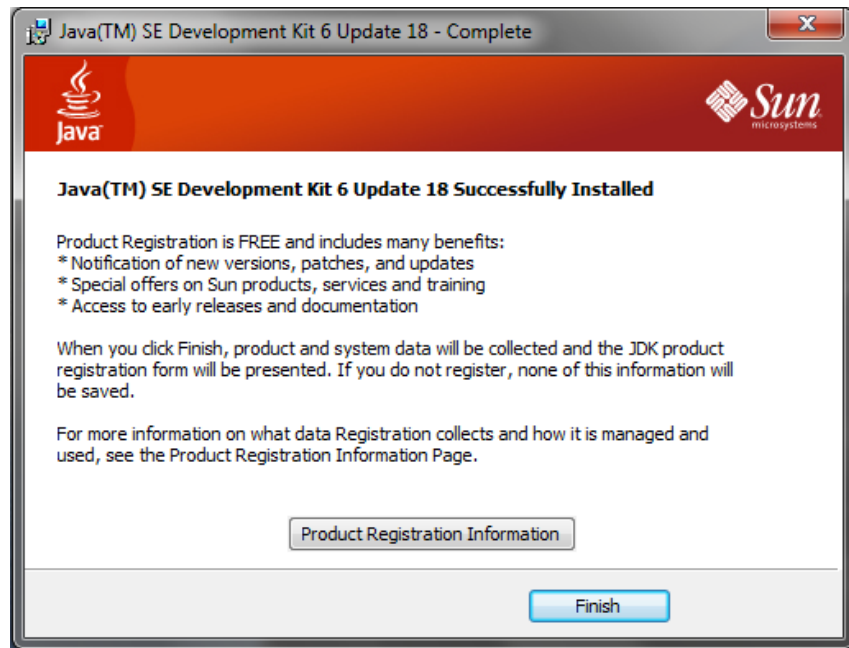 Java(TM) SE Development Kit 6 Update 18 - Complete
Java
Sun
microsystems
Java(TM) SE Development Kit 6 Update 18 Successfully Installed
Product Registration is FREE and includes many benefits:
* Notification of new versions, patches, and updates
* Special offers on Sun products, services and training
* Access to early releases and documentation
When you click Finish, product and system data will be collected and the JDK product
registration form will be presented. If you do not register, none of this information will
be saved.
For more information on what data Registration collects and how it is managed and
used, see the Product Registration Information Page.
Product Registration Information
Finish